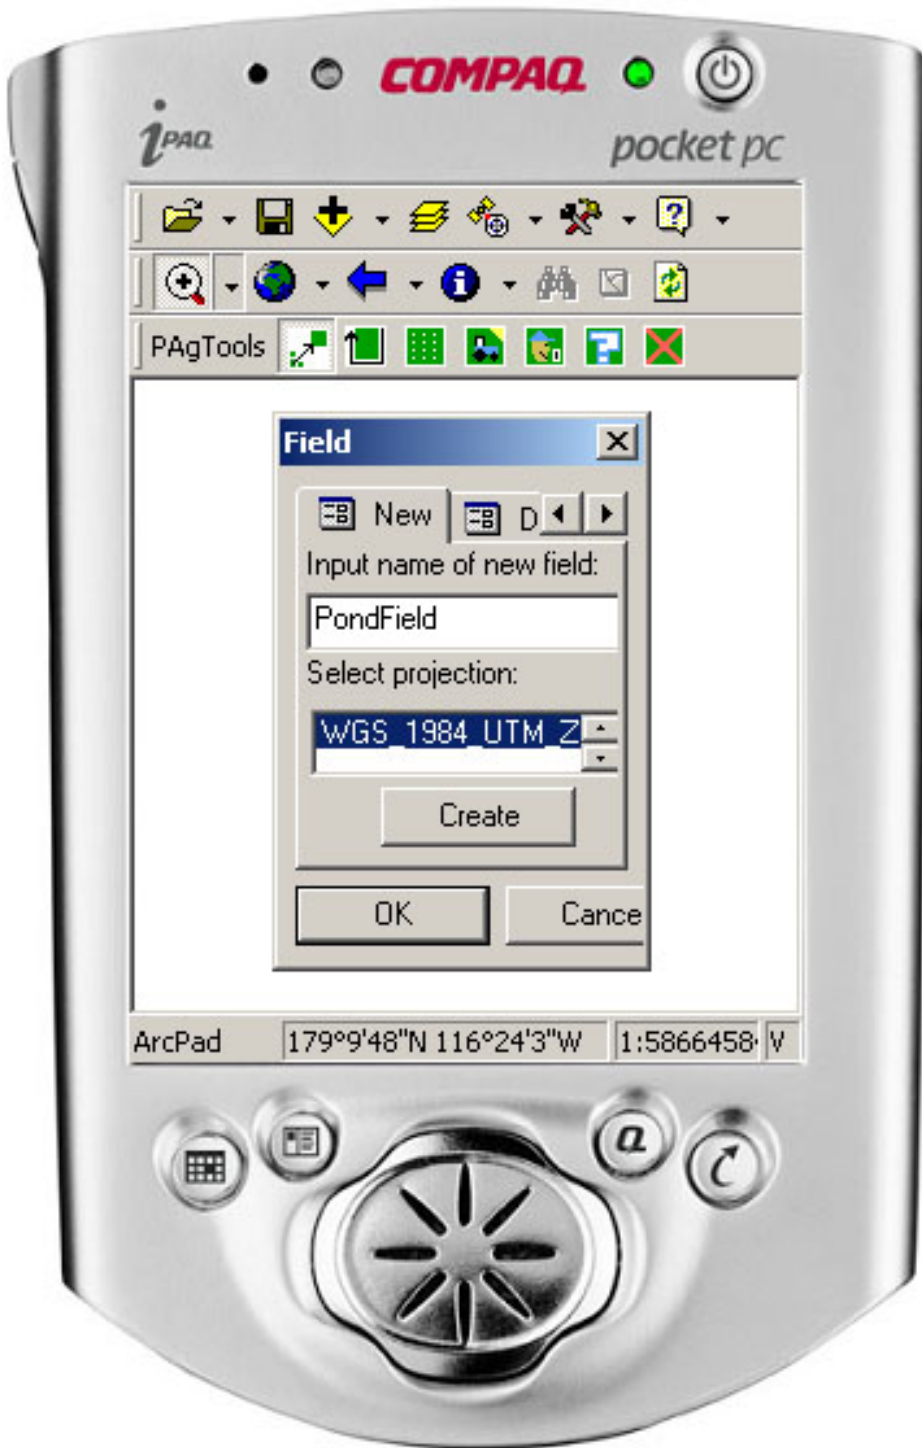 COMPAQ
iPAQ
pocket pc
PAgTools
Field
New D
Input name of new field:
PondField
Select projection:
WGS_1984_UTM_Z
Create
OK Cance
ArcPad 179°9'48"N 116°24'3"W 1:5866458 V